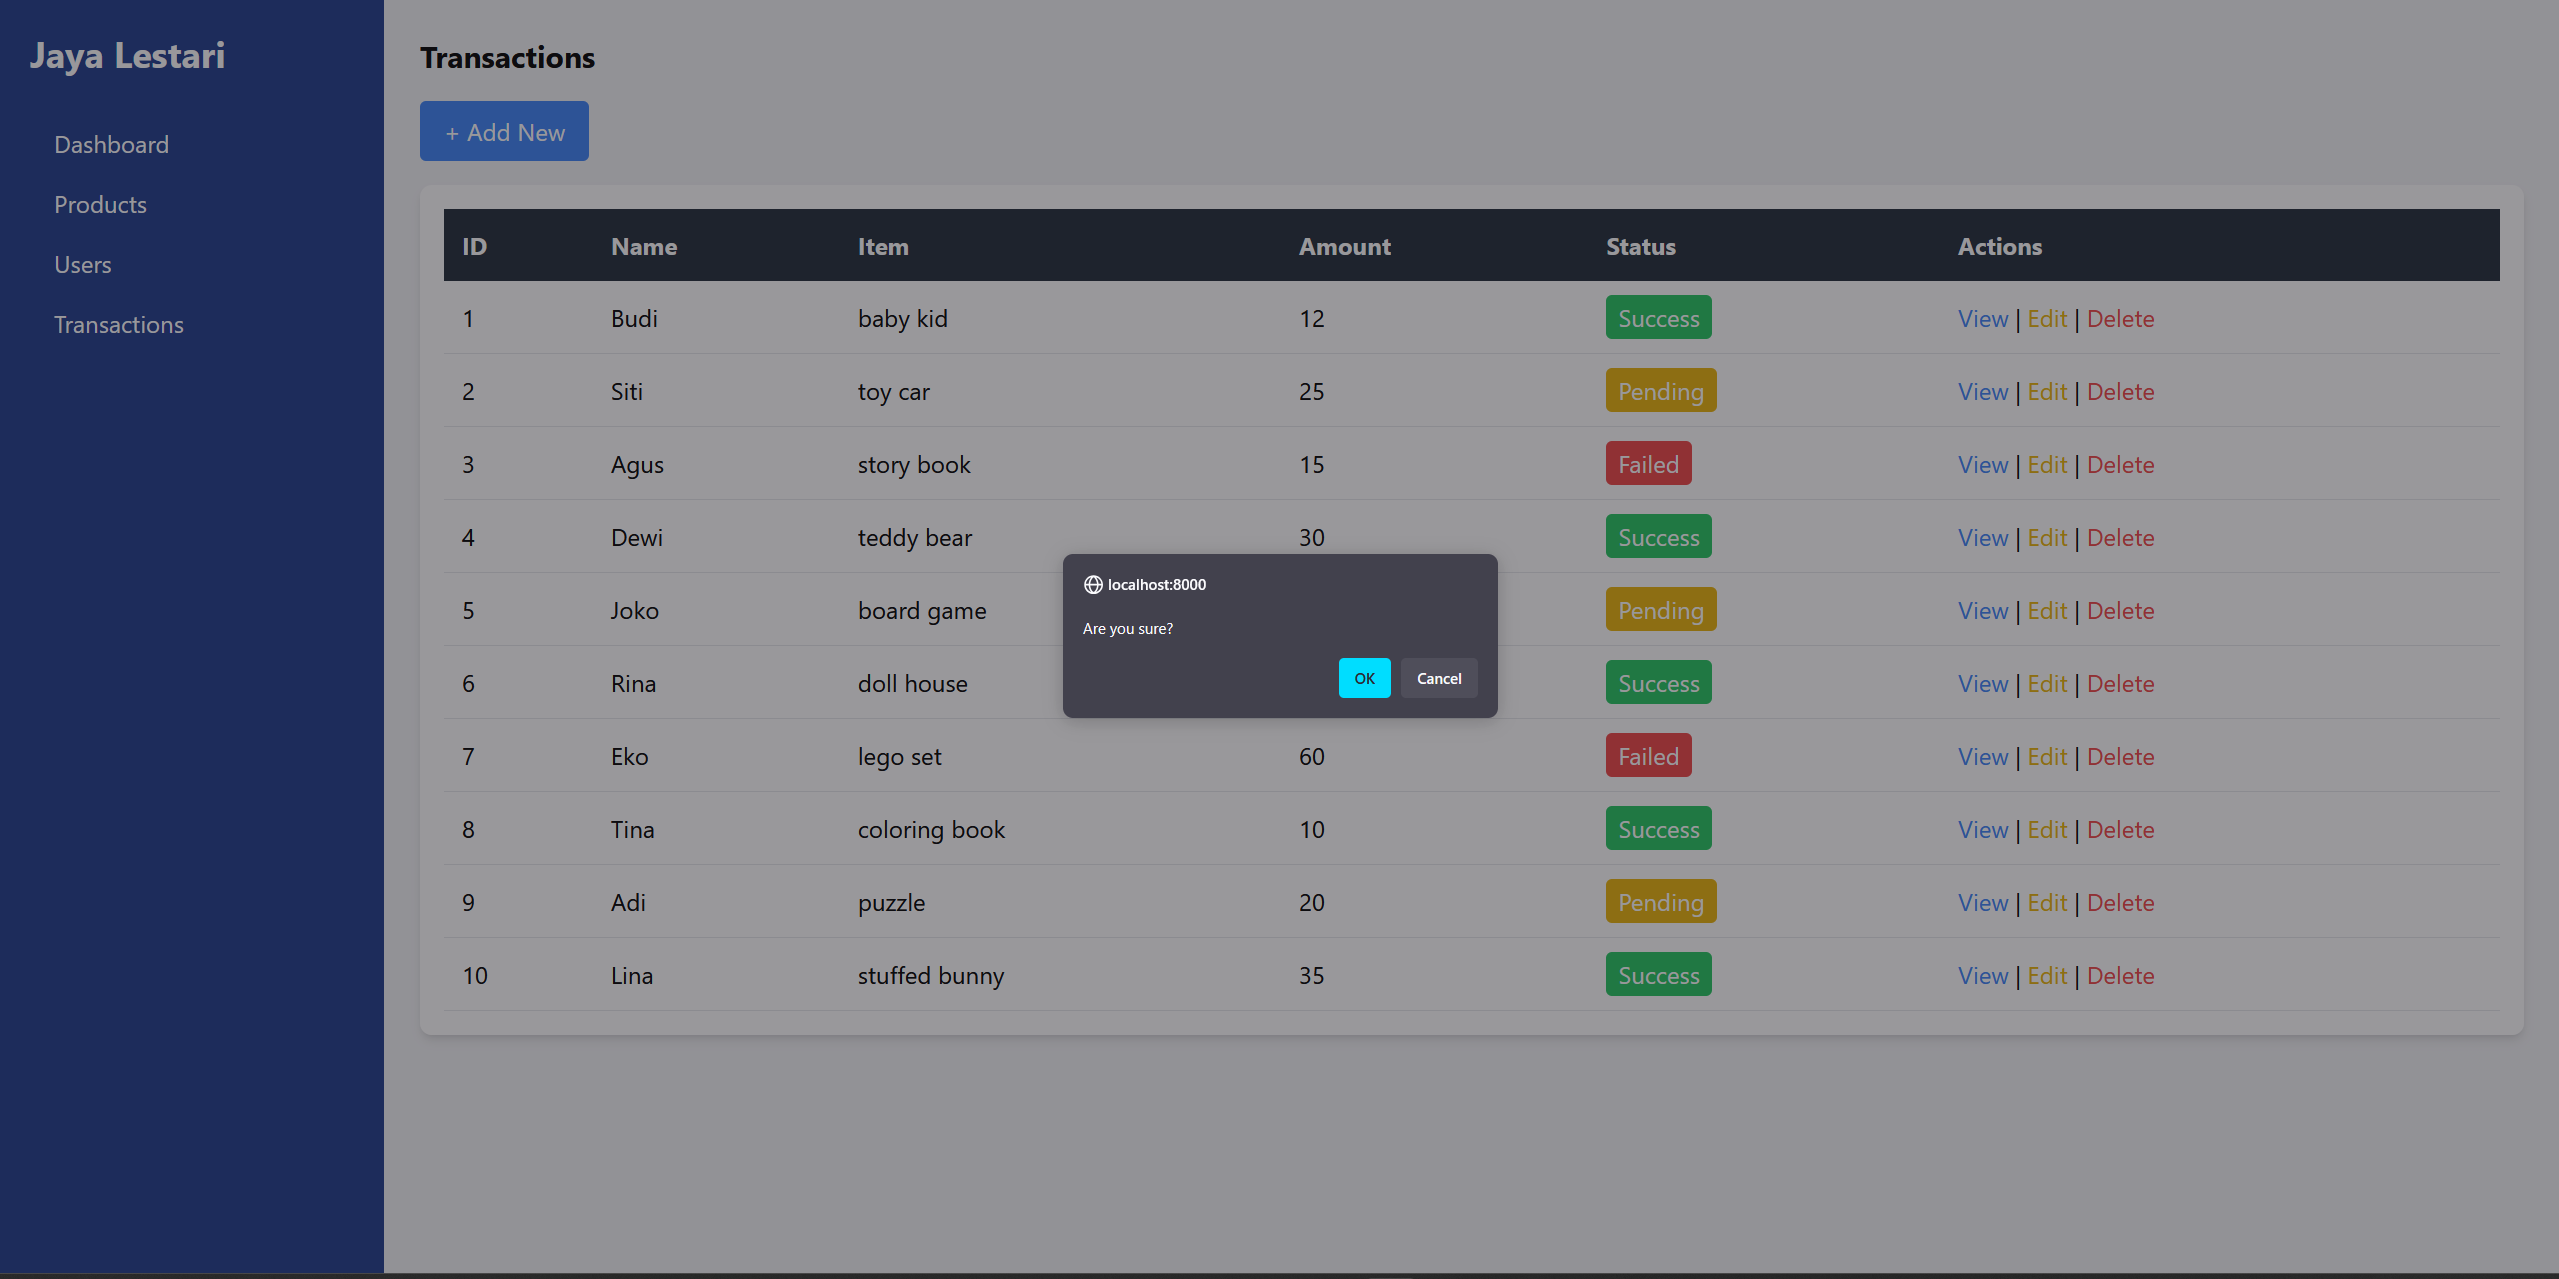 Jaya Lestari
Dashboard
Products
Users
Transactions
Transactions
+ Add New
ID Name Item Amount Status Actions
1 Budi baby kid 12 Success View | Edit | Delete
2 Siti toy car 25 Pending View | Edit | Delete
3 Agus story book 15 Failed View | Edit | Delete
4 Dewi teddy bear 30 Success View | Edit | Delete
5 Joko board game Pending View | Edit | Delete
6 Rina doll house Success View | Edit | Delete
7 Eko lego set 60 Failed View | Edit | Delete
8 Tina coloring book 10 Success View | Edit | Delete
9 Adi puzzle 20 Pending View | Edit | Delete
10 Lina stuffed bunny 35 Success View | Edit | Delete
localhost:8000
Are you sure?
OK Cancel